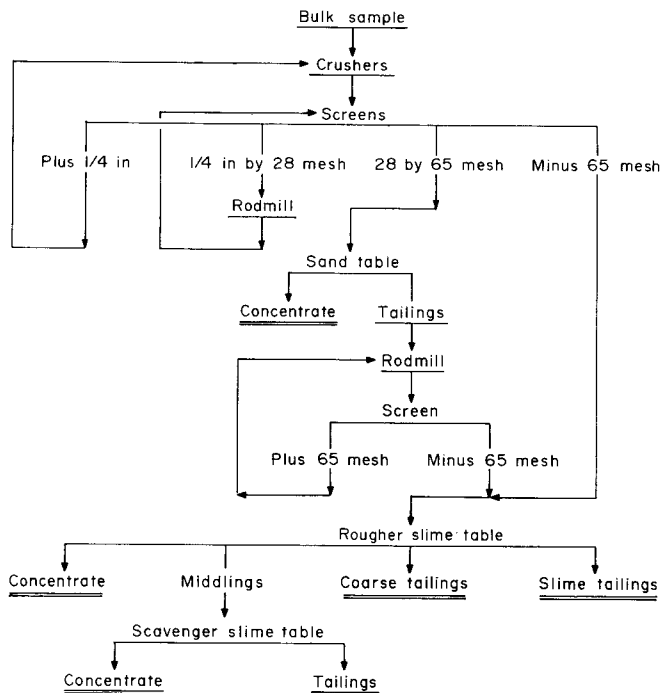 Bulk sample
Crushers
Screens
Plus 1/4 in
1/4 in by 28 mesh
28 by 65 mesh
Minus 65 mesh
Rodmill
Sand table
Concentrate
Tailings
Rodmill
Screen
Plus 65 mesh
Minus 65 mesh
Rougher slime table
Concentrate
Middlings
Coarse tailings
Slime tailings
Scavenger slime table
Concentrate
Tailings